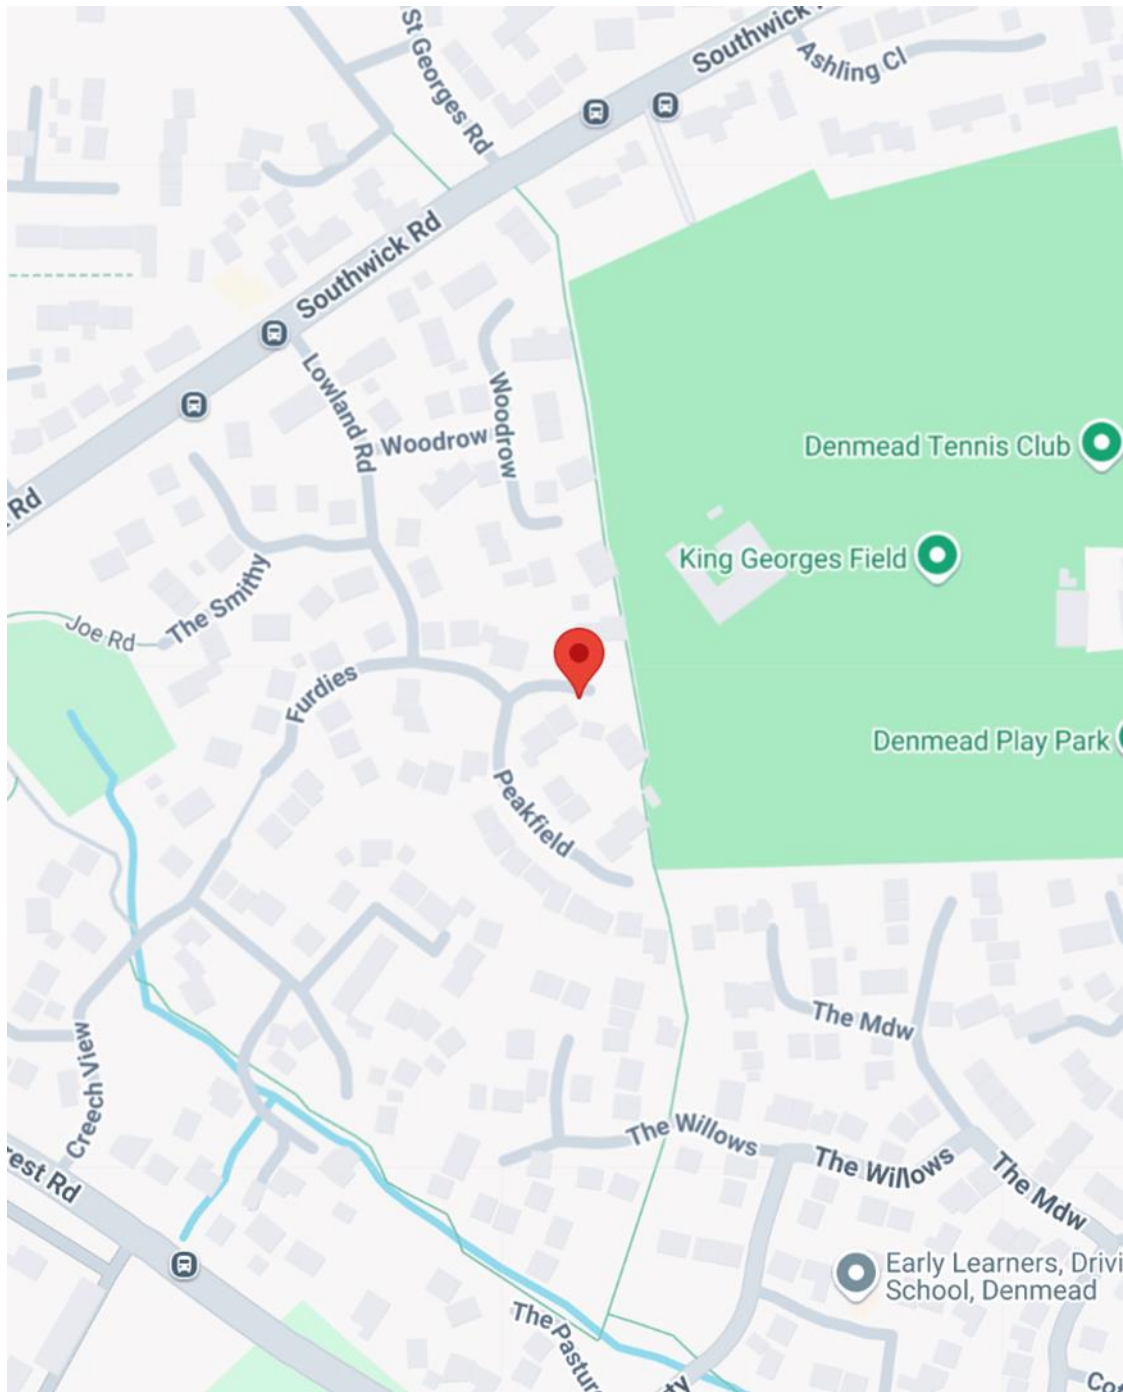 St Georges Rd
Southwick
Ashling Cl
Southwick Rd
Lowland Rd
Woodrow
Woodrow
Denmead Tennis Club
Rd
King Georges Field
The Smithy
Joe Rd
Furdies
Denmead Play Park
Peakfield
The Mdw
Creech View
The Willows
The Willows
The Mdw
rest Rd
Early Learners, Drivi
School, Denmead
The Pastur